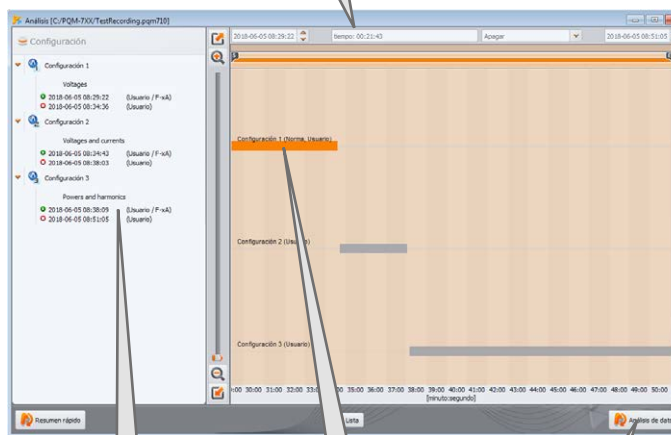 Análisis [C:/PQM-7XX/TestRecording.pqm710]
Configuración
2018-06-05 08:29:22
tiempo: 00:21:43
Apagar
2018-06-05 08:51:05
Configuración 1
Voltages
2018-06-05 08:29:22 (Usuario / F-xA)
2018-06-05 08:34:36 (Usuario)
Configuración 2
Voltages and currents
2018-06-05 08:34:43 (Usuario / F-xA)
2018-06-05 08:38:03 (Usuario)
Configuración 3
Powers and harmonics
2018-06-05 08:38:09 (Usuario / F-xA)
2018-06-05 08:51:05 (Usuario)
Configuración 1 (Norma, Usuario)
Configuración 2 (Usuario)
Configuración 3 (Usuario)
30:00 31:00 32:00 33:00 35:00 36:00 37:00 38:00 39:00 40:00 41:00 42:00 43:00 44:00 45:00 46:00 47:00 48:00 49:00 50:00
[minuto:segundo]
Resumen rápido
Lista
Análisis de dato